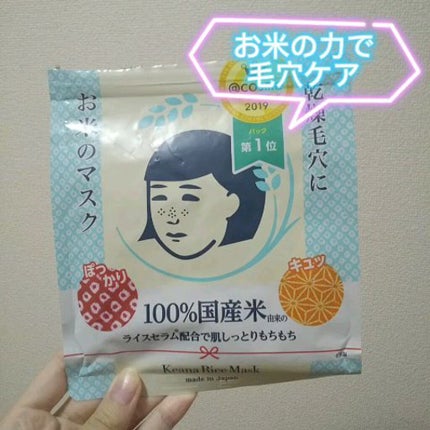 お米の力で
毛穴ケア
@cosme
2019
パック
第1位
乾燥毛穴に
お米のマスク
ぽっかり
キュッ
100%国産米由来の
ライスセラム配合で肌しっとりもちもち
Keana Rice Mask
made in Japan